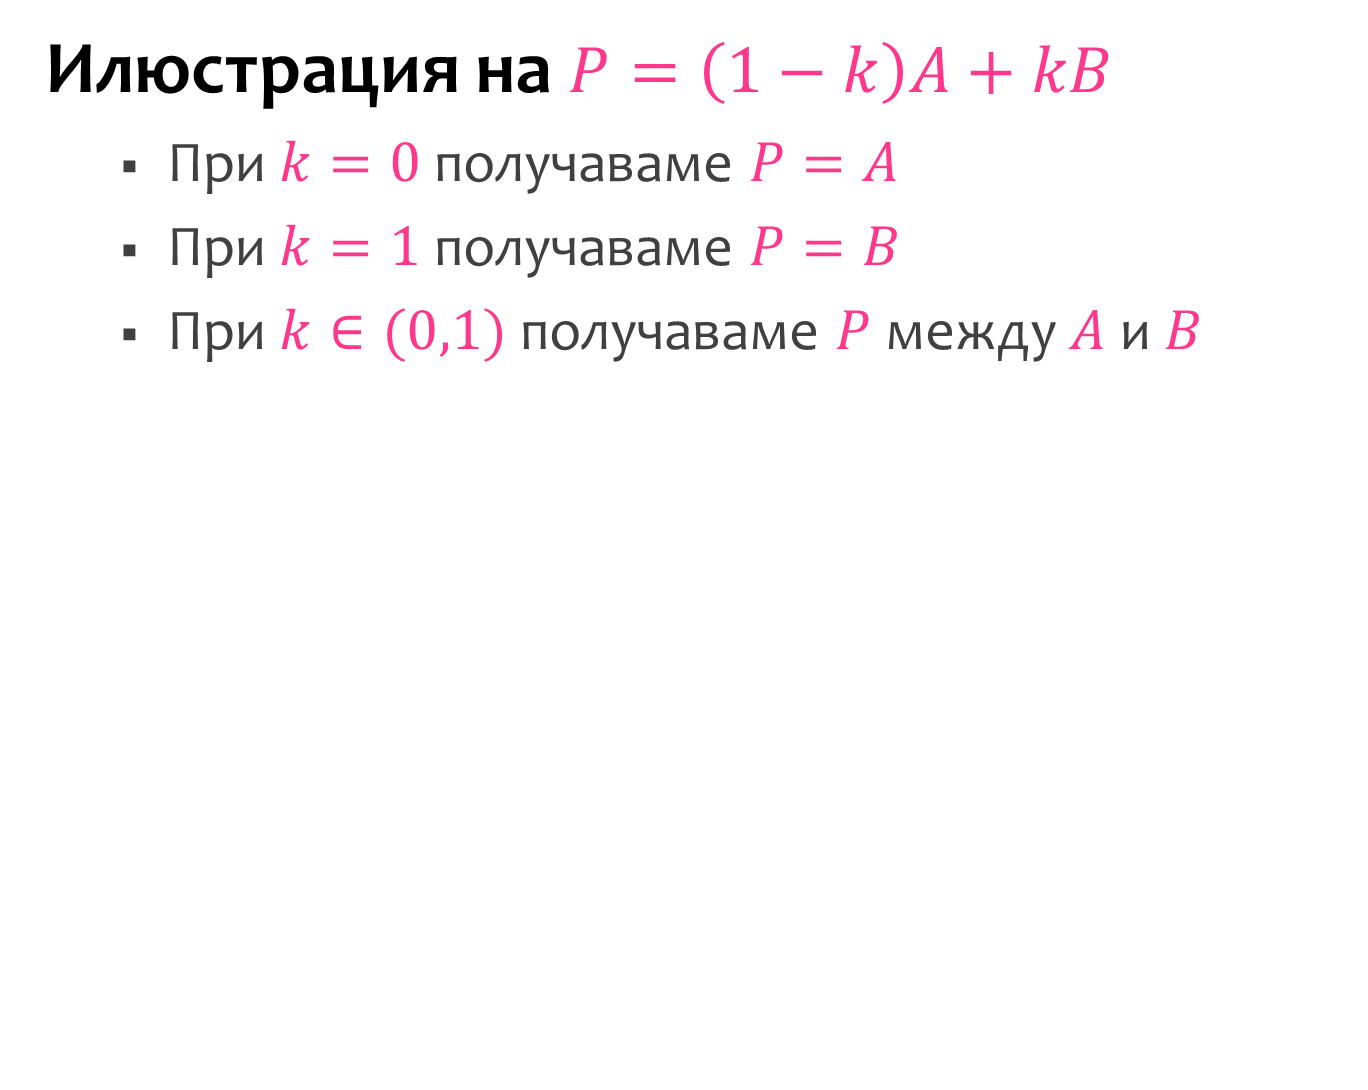 Илюстрация на P = (1 − k)A + kB
▪ При k = 0 получаваме P = A
▪ При k = 1 получаваме P = B
▪ При k ∈ (0,1) получаваме P между A и B